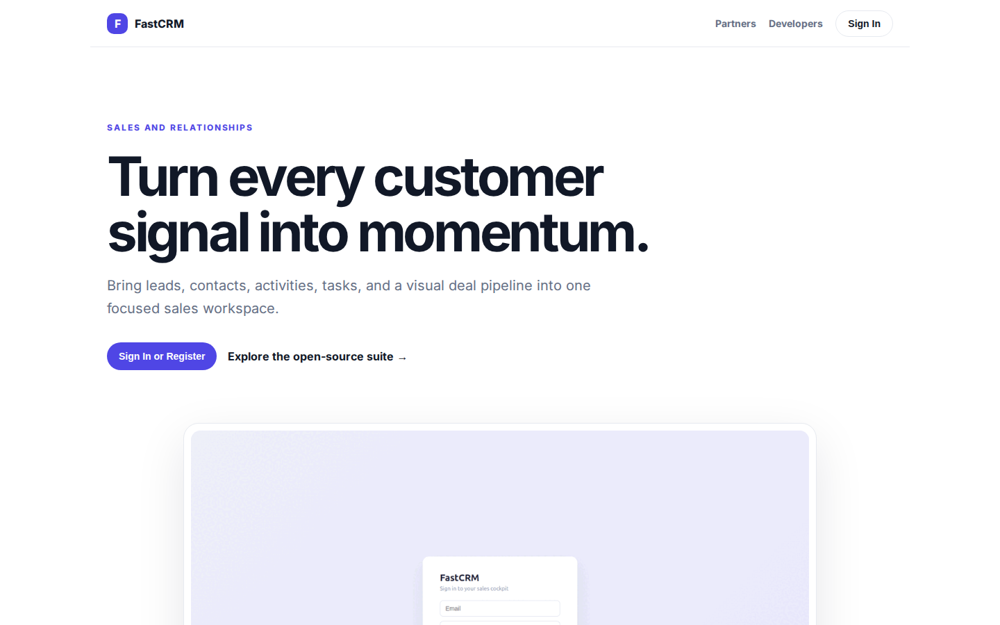 F FastCRM
Partners Developers Sign In
SALES AND RELATIONSHIPS
Turn every customer
signal into momentum.
Bring leads, contacts, activities, tasks, and a visual deal pipeline into one
focused sales workspace.
Sign In or Register Explore the open-source suite →
FastCRM
Sign in to your sales cockpit
Email